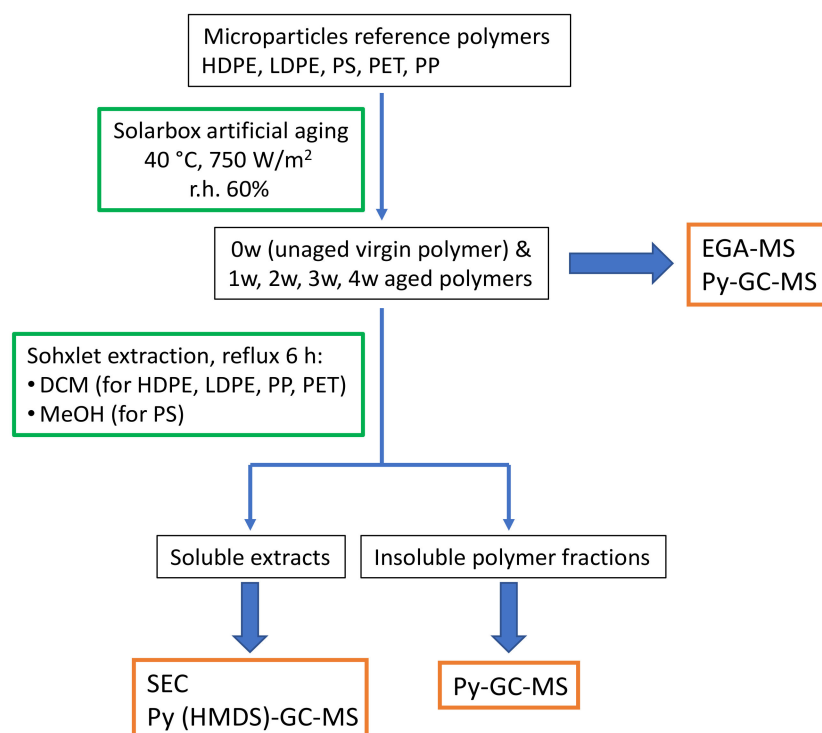 Microparticles reference polymers
HDPE, LDPE, PS, PET, PP
Solarbox artificial aging
40 °C, 750 W/m²
r.h. 60%
0w (unaged virgin polymer) &
1w, 2w, 3w, 4w aged polymers
EGA-MS
Py-GC-MS
Sohxlet extraction, reflux 6 h:
• DCM (for HDPE, LDPE, PP, PET)
• MeOH (for PS)
Soluble extracts
Insoluble polymer fractions
SEC
Py (HMDS)-GC-MS
Py-GC-MS